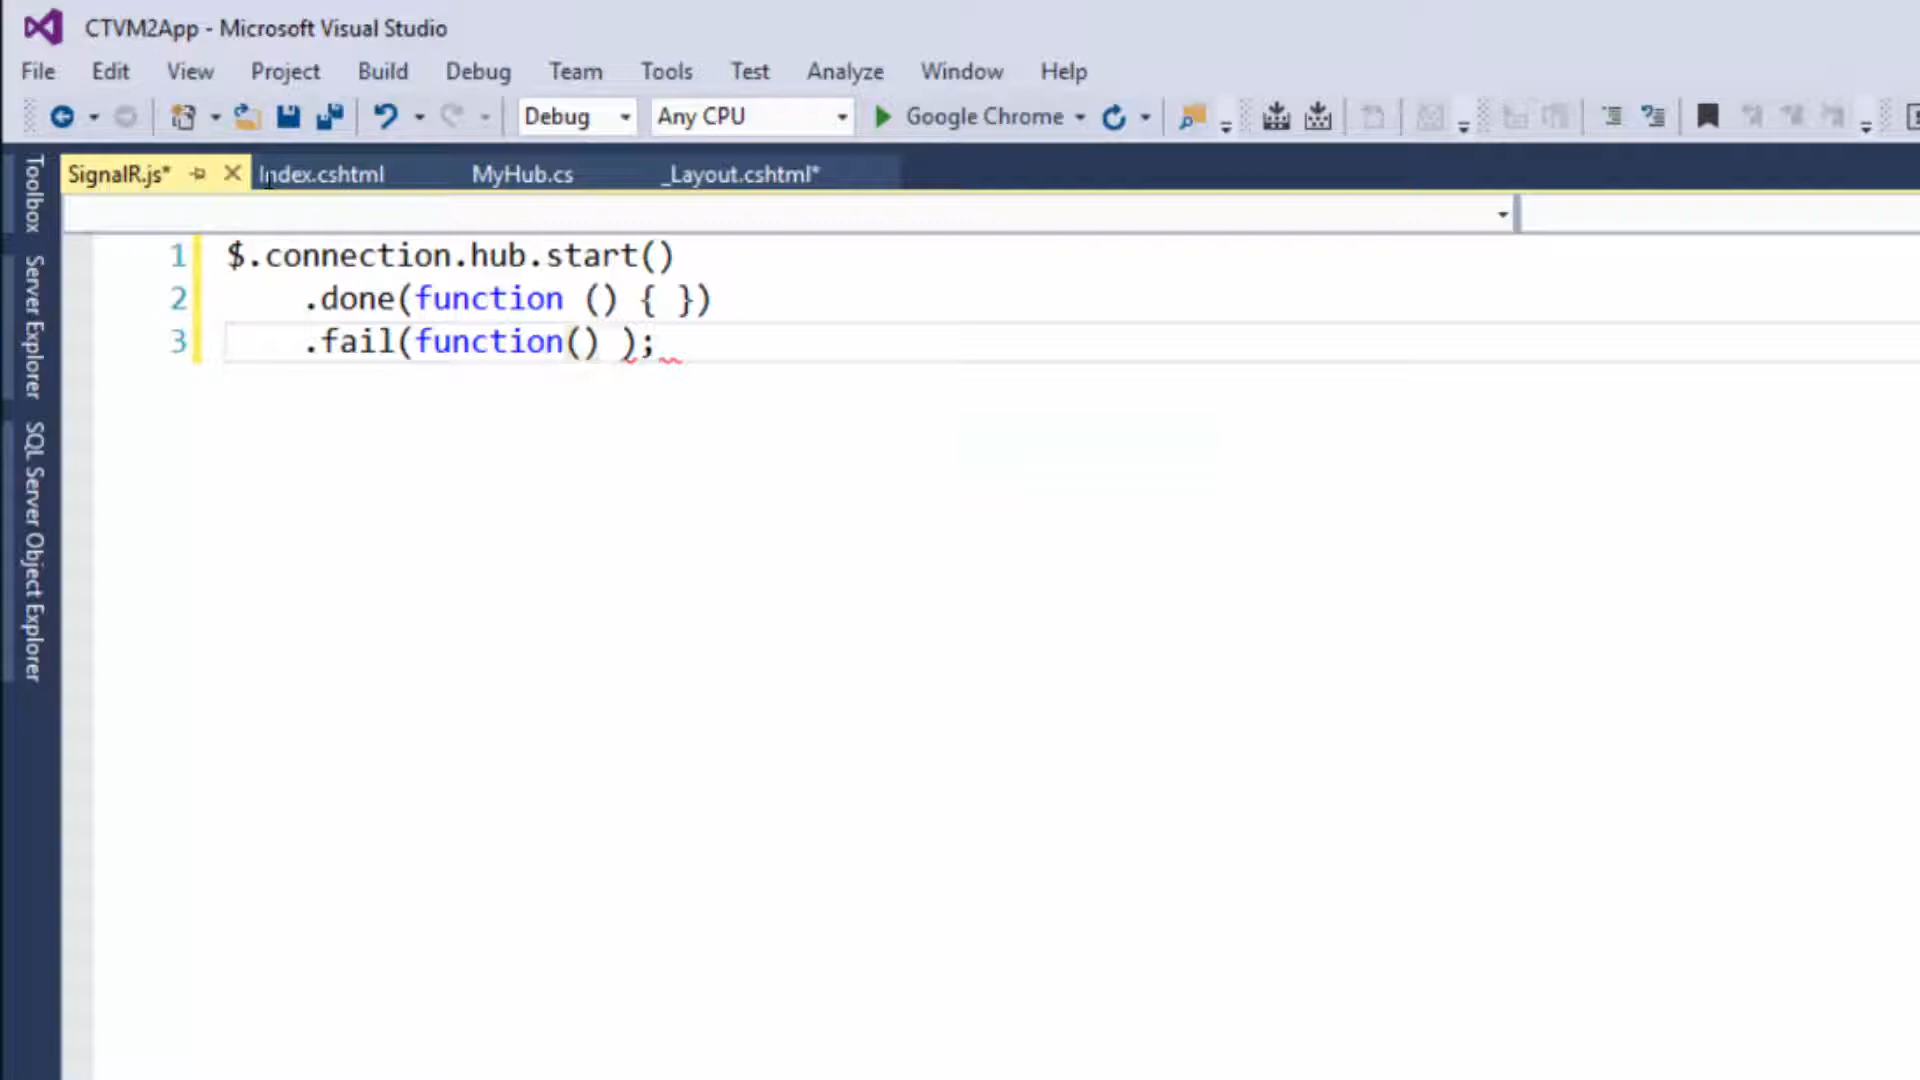 CTVM2App - Microsoft Visual Studio
File Edit View Project Build Debug Team Tools Test Analyze Window Help
Debug Any CPU Google Chrome
SignalR.js* Index.cshtml MyHub.cs _Layout.cshtml*
Toolbox
Server Explorer
SQL Server Object Explorer
1 $.connection.hub.start()
2 .done(function () { })
3 .fail(function() );